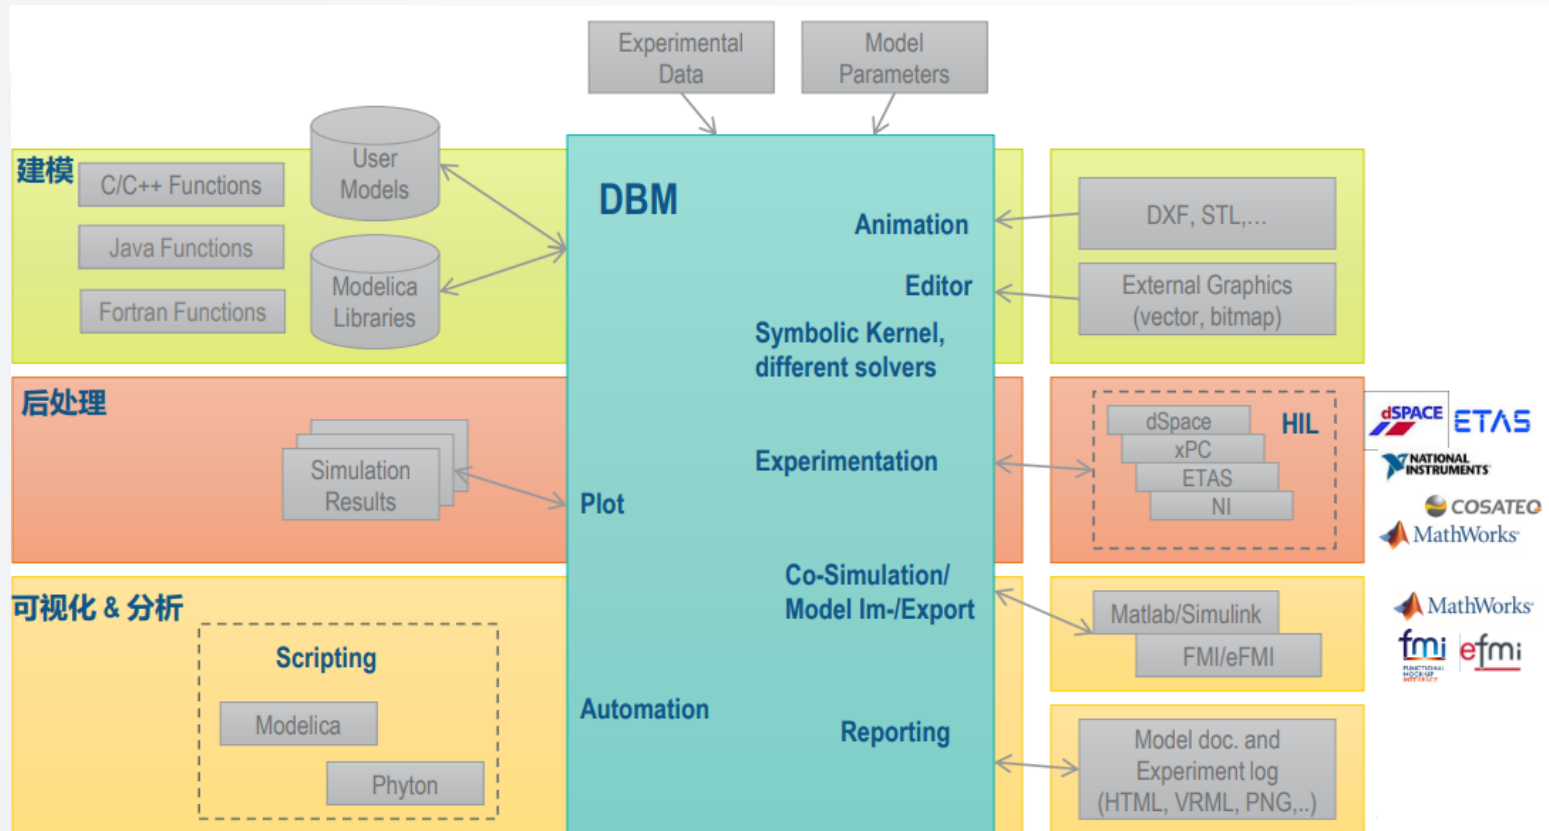 Experimental
Data
Model
Parameters
建模
C/C++ Functions
Java Functions
Fortran Functions
User
Models
Modelica
Libraries
DBM
Animation
Editor
Symbolic Kernel,
different solvers
DXF, STL,...
External Graphics
(vector, bitmap)
后处理
Simulation
Results
Plot
Experimentation
HIL
dSpace
xPC
ETAS
NI
dSPACE
ETAS
NATIONAL
INSTRUMENTS
COSATEQ
MathWorks
可视化 & 分析
Scripting
Modelica
Phyton
Automation
Co-Simulation/
Model Im-/Export
Reporting
Matlab/Simulink
FMI/eFMI
MathWorks
fmi
FUNCTIONAL
MOCK-UP
INTERFACE
efmi
Model doc. and
Experiment log
(HTML, VRML, PNG,..)